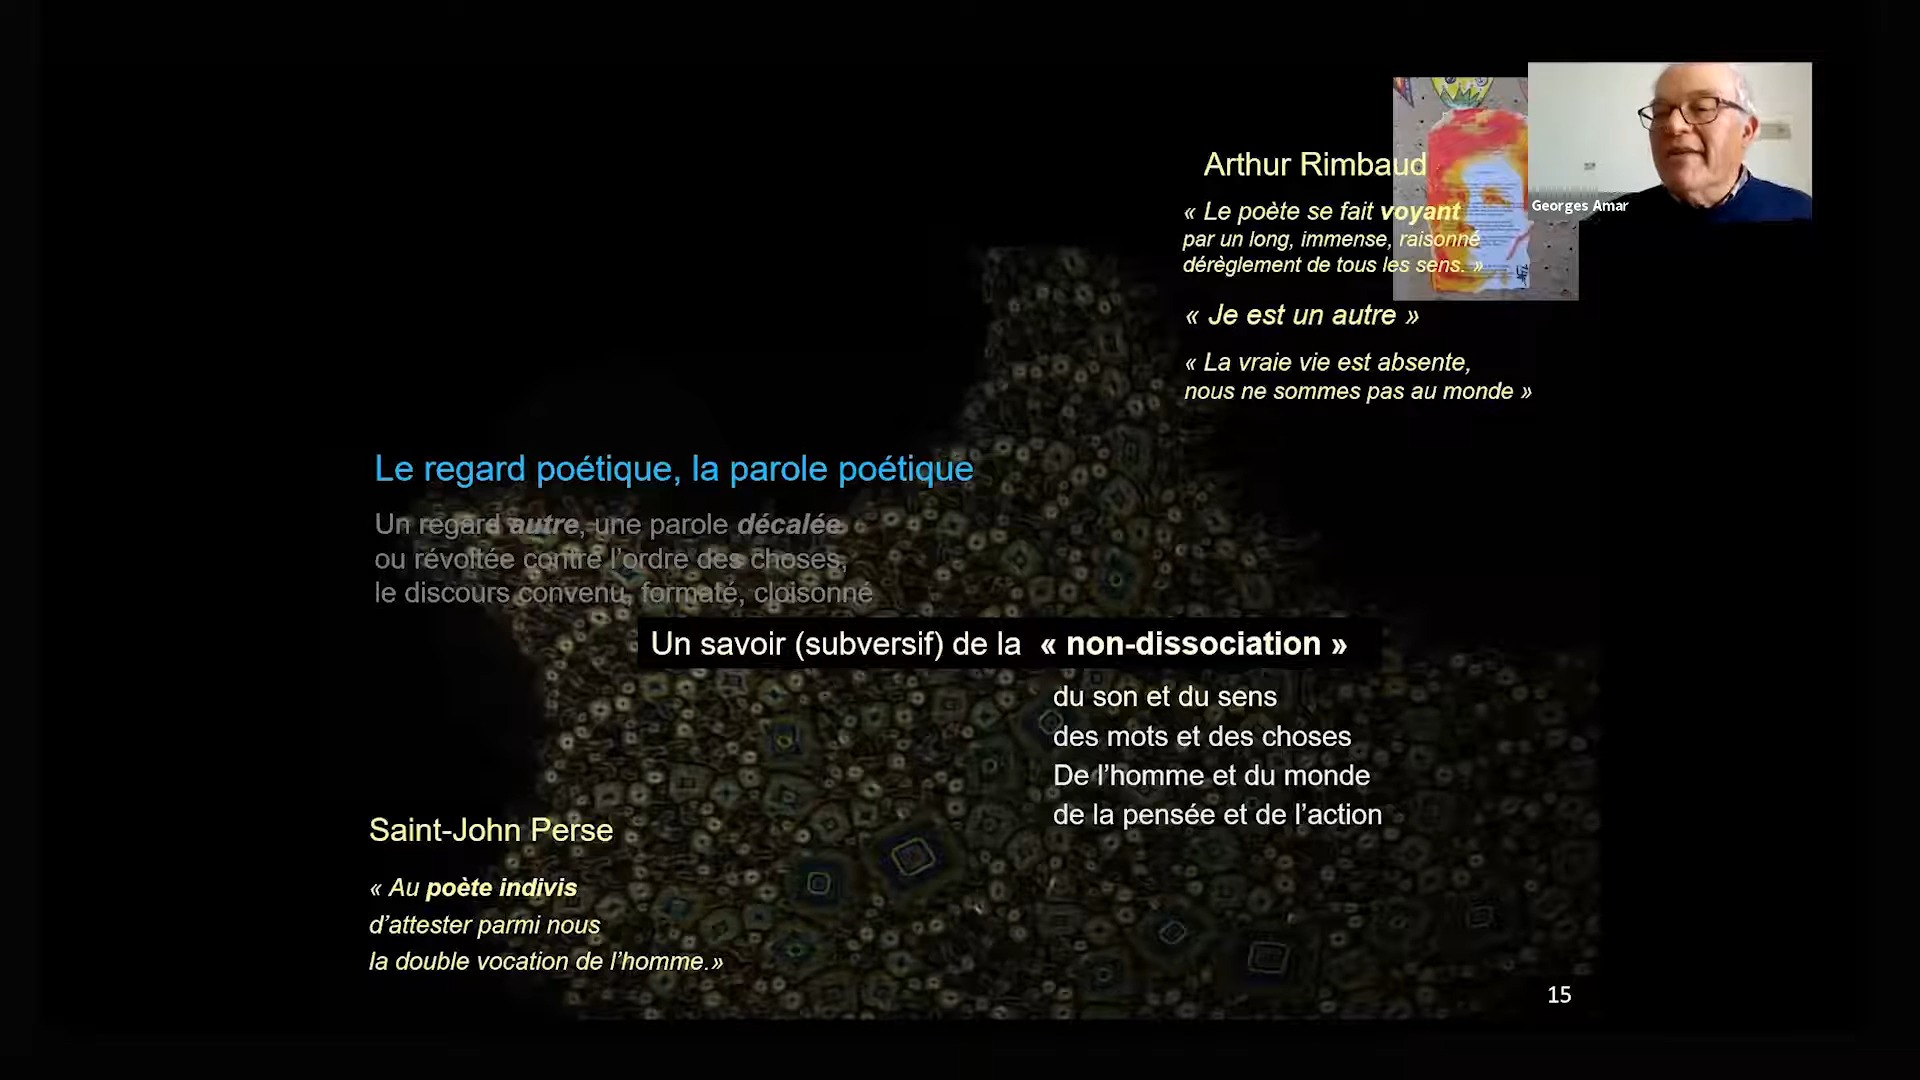 Arthur Rimbaud
« Le poète se fait voyant
par un long, immense, raisonné
dérèglement de tous les sens. »
« Je est un autre »
« La vraie vie est absente,
nous ne sommes pas au monde »
Georges Amar
Le regard poétique, la parole poétique
Un regard autre, une parole décalée
ou révoltée contre l’ordre des choses,
le discours convenu, formaté, cloisonné
Un savoir (subversif) de la « non-dissociation »
du son et du sens
des mots et des choses
De l’homme et du monde
de la pensée et de l’action
Saint-John Perse
« Au poète indivis
d’attester parmi nous
la double vocation de l’homme.»
15